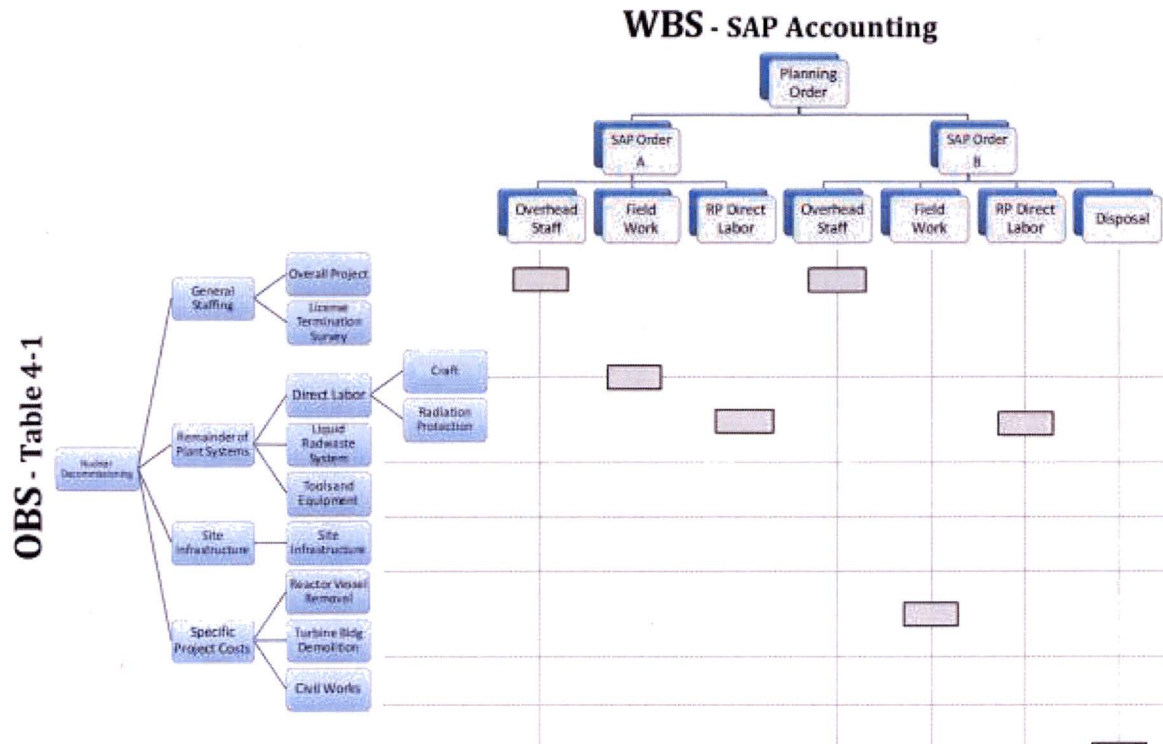 WBS - SAP Accounting
Planning
Order
SAP Order
A
SAP Order
B
Overhead
Staff
Field
Work
RP Direct
Labor
Overhead
Staff
Field
Work
RP Direct
Labor
Disposal
OBS - Table 4-1
Nuclear
Decommissioning
General
Staffing
Overall Project
License
Termination
Survey
Remainder of
Plant Systems
Direct Labor
Craft
Radiation
Protection
Liquid
Radwaste
System
Tools and
Equipment
Site
Infrastructure
Site
Infrastructure
Specific
Project Costs
Reactor Vessel
Removal
Turbine Bldg
Demolition
Civil Works